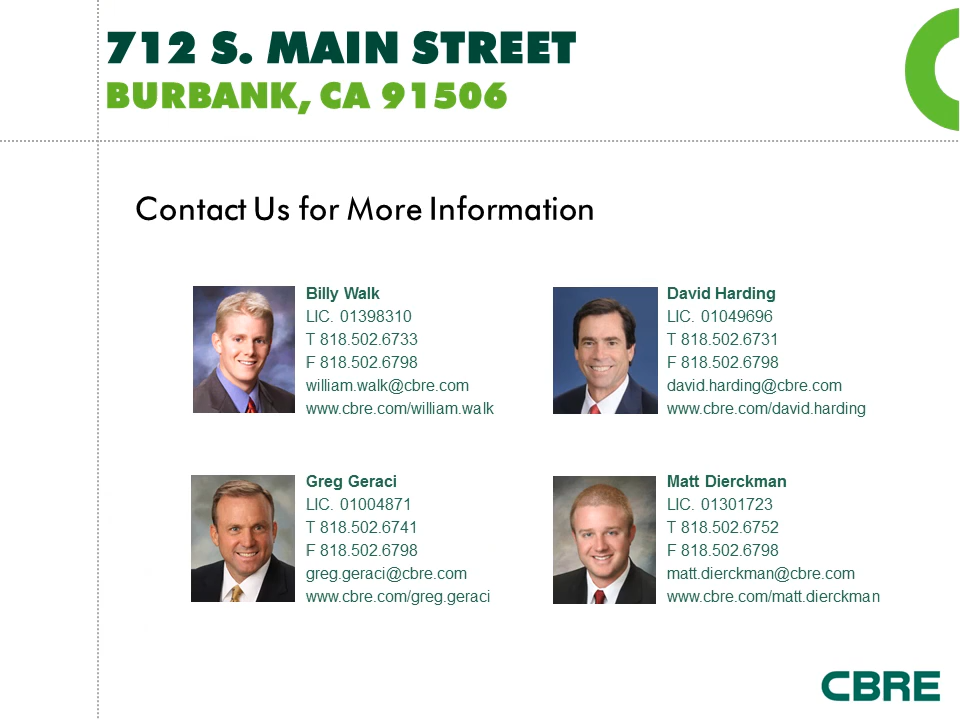 712 S. MAIN STREET
BURBANK, CA 91506
Contact Us for More Information
Billy Walk
LIC. 01398310
T 818.502.6733
F 818.502.6798
william.walk@cbre.com
www.cbre.com/william.walk
David Harding
LIC. 01049696
T 818.502.6731
F 818.502.6798
david.harding@cbre.com
www.cbre.com/david.harding
Greg Geraci
LIC. 01004871
T 818.502.6741
F 818.502.6798
greg.geraci@cbre.com
www.cbre.com/greg.geraci
Matt Dierckman
LIC. 01301723
T 818.502.6752
F 818.502.6798
matt.dierckman@cbre.com
www.cbre.com/matt.dierckman
CBRE